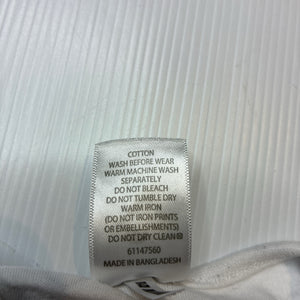 COTTON
WASH BEFORE WEAR
WARM MACHINE WASH
SEPARATELY
DO NOT BLEACH
DO NOT TUMBLE DRY
WARM IRON
(DO NOT IRON PRINTS
OR EMBELLISHMENTS)
DO NOT DRY CLEAN
61147560
MADE IN BANGLADESH